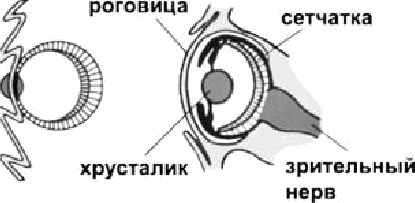 роговица
сетчатка
хрусталик
зрительный
нерв